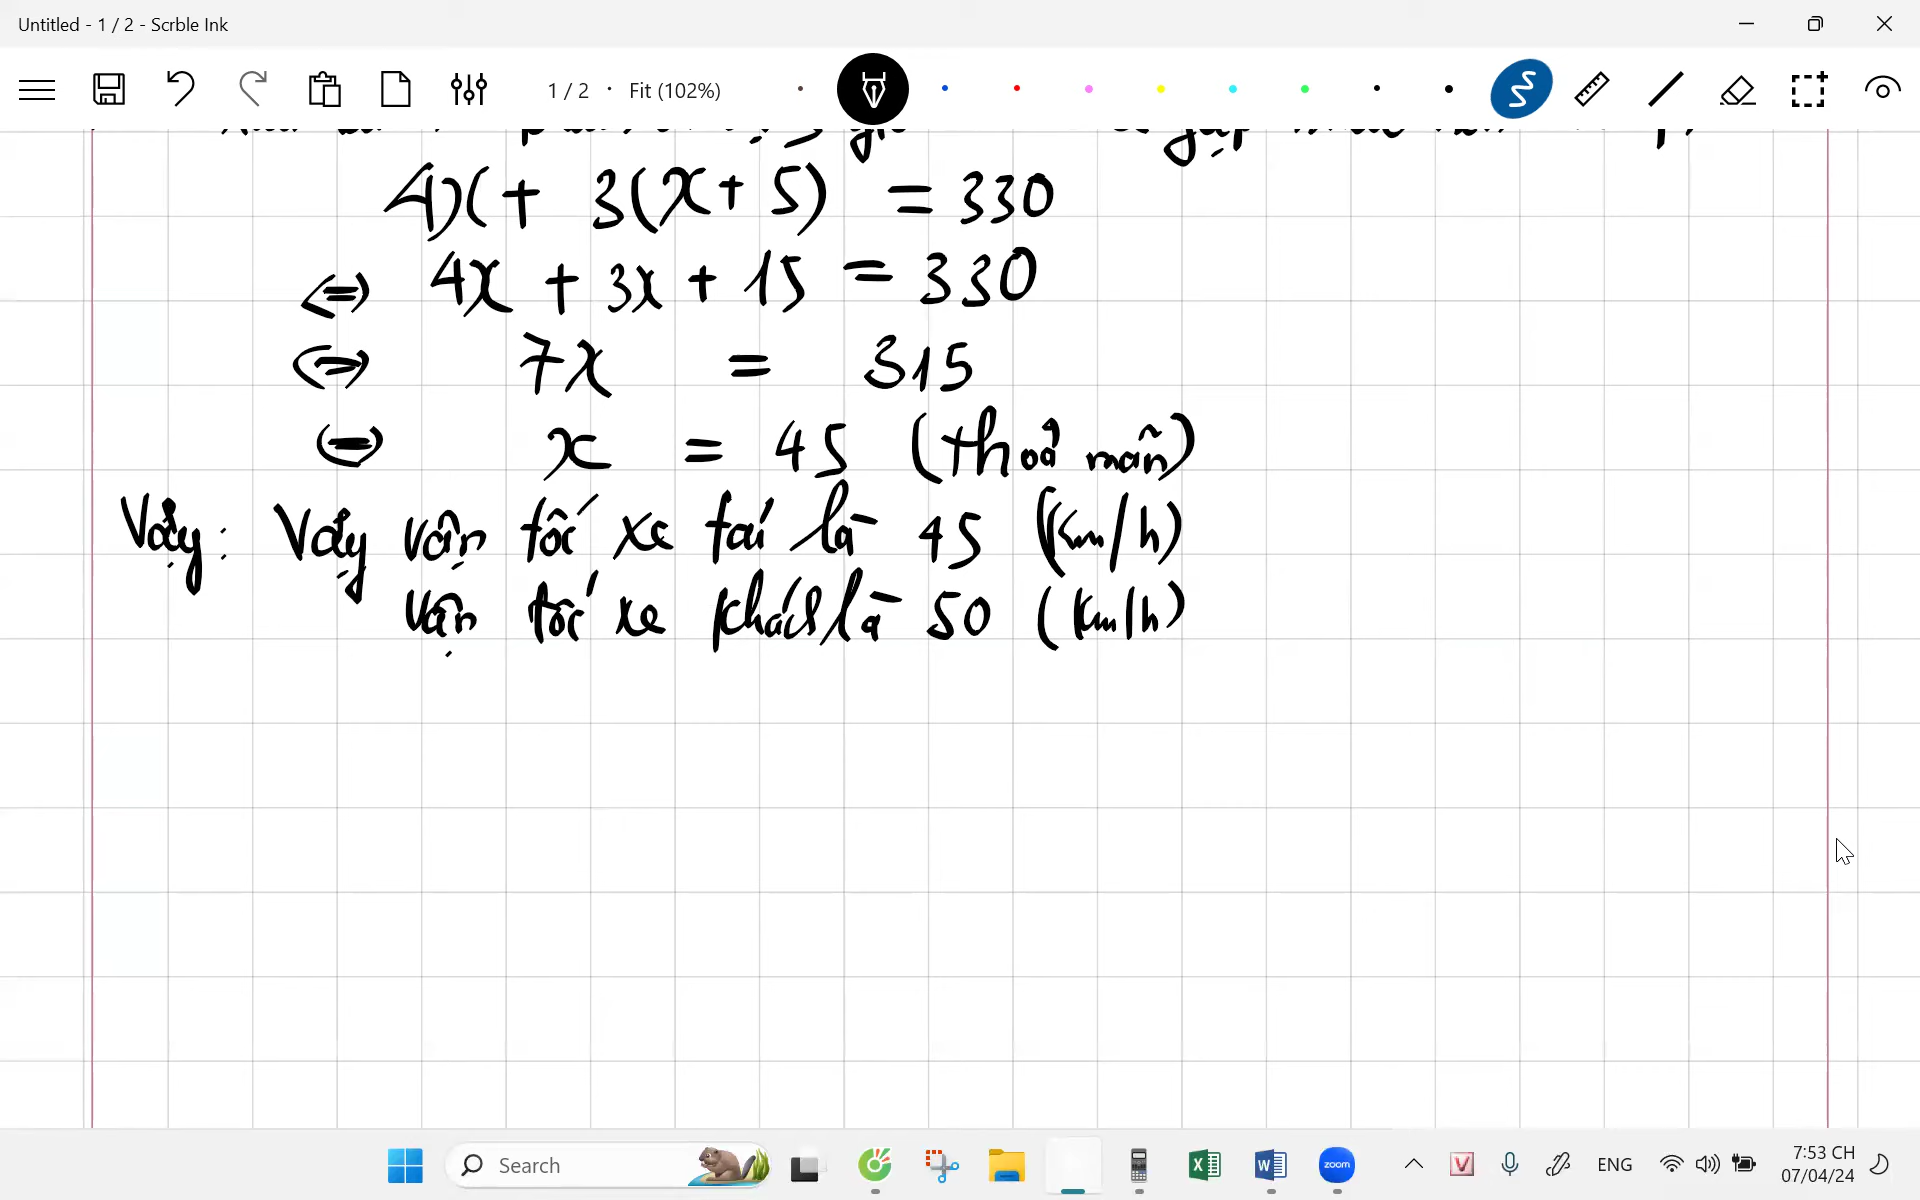 Untitled - 1 / 2 - Scrble Ink
1 / 2 · Fit (102%)
4x + 3(x + 5) = 330
<=> 4x + 3x + 15 = 330
<=> 7x = 315
<=> x = 45 (thoả mãn)
Vậy: Vậy vận tốc xe tải là 45 (km/h)
vận tốc xe khách là 50 (km/h)
Search
zoom
ENG
7:53 CH
07/04/24